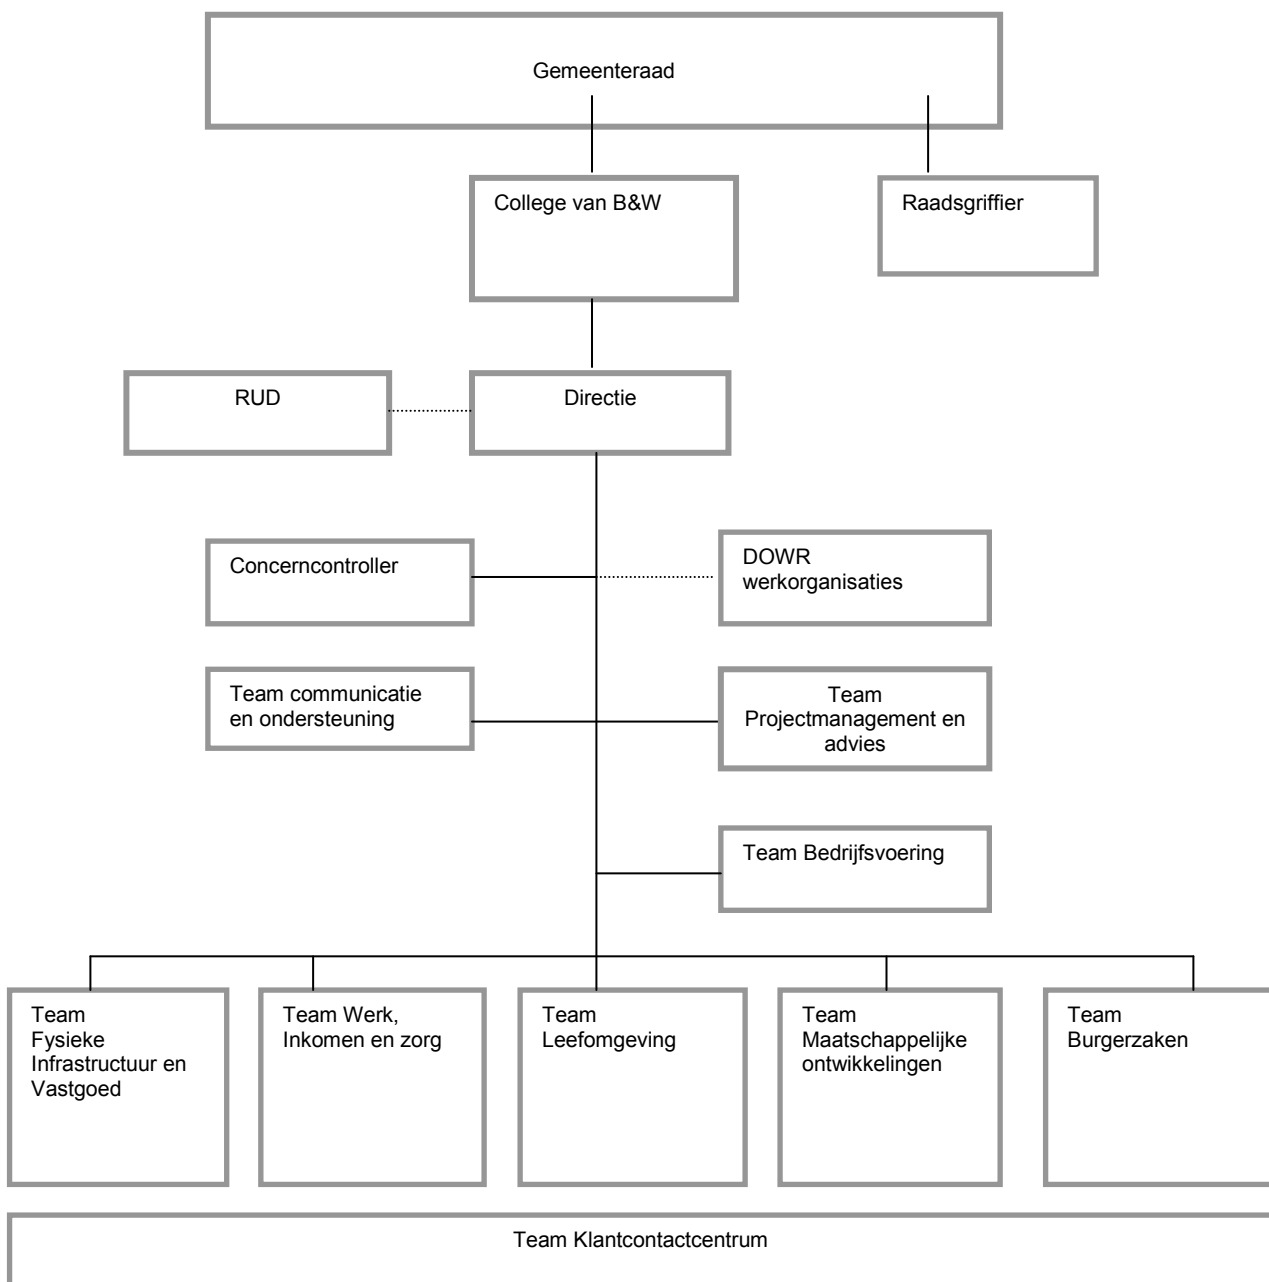 Gemeenteraad
College van B&W
Raadsgriffier
RUD
Directie
Concerncontroller
DOWR
werkorganisaties
Team communicatie
en ondersteuning
Team
Projectmanagement en
advies
Team Bedrijfsvoering
Team
Fysieke
Infrastructuur en
Vastgoed
Team Werk,
Inkomen en zorg
Team
Leefomgeving
Team
Maatschappelijke
ontwikkelingen
Team
Burgerzaken
Team Klantcontactcentrum